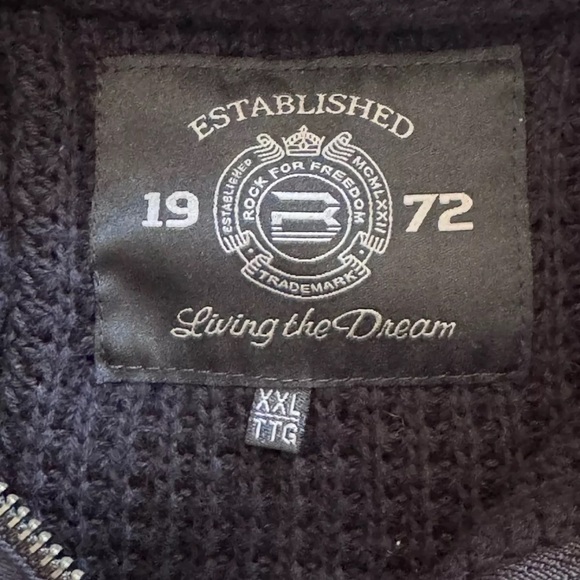 ESTABLISHED
ESTABLISHED
MCMLXXII
ROCK FOR FREEDOM
19
72
TRADEMARK
Living the Dream
XXL
TTG